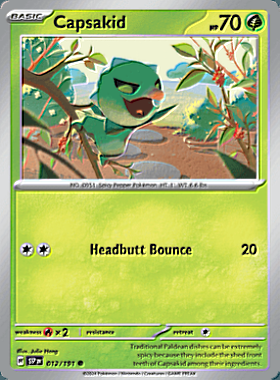 BASIC
Capsakid
HP 70
NO. 0951 Spicy Pepper Pokémon HT: 1' WT: 6.6 lbs.
Headbutt Bounce 20
weakness ×2 resistance retreat
Illus. Julie Hang
012/191
Traditional Paldean dishes can be extremely
spicy because they include the shed front
teeth of Capsakid among their ingredients.
©2024 Pokémon/Nintendo/Creatures/GAME FREAK